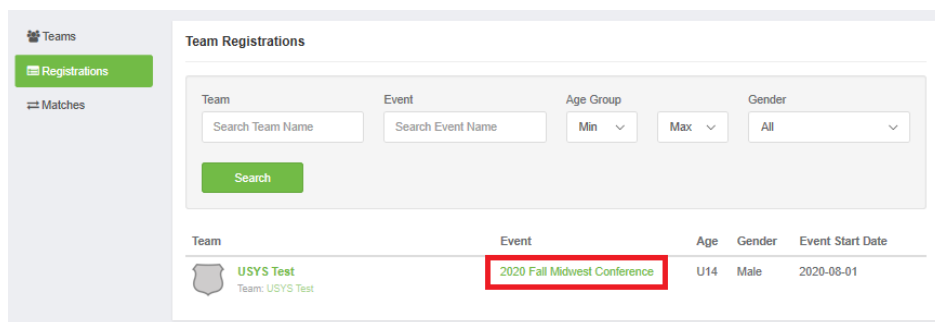 Teams
Registrations
Matches
Team Registrations
Team Event Age Group Gender
Search Team Name Search Event Name Min Max All
Search
Team Event Age Gender Event Start Date
USYS Test 2020 Fall Midwest Conference U14 Male 2020-08-01
Team: USYS Test